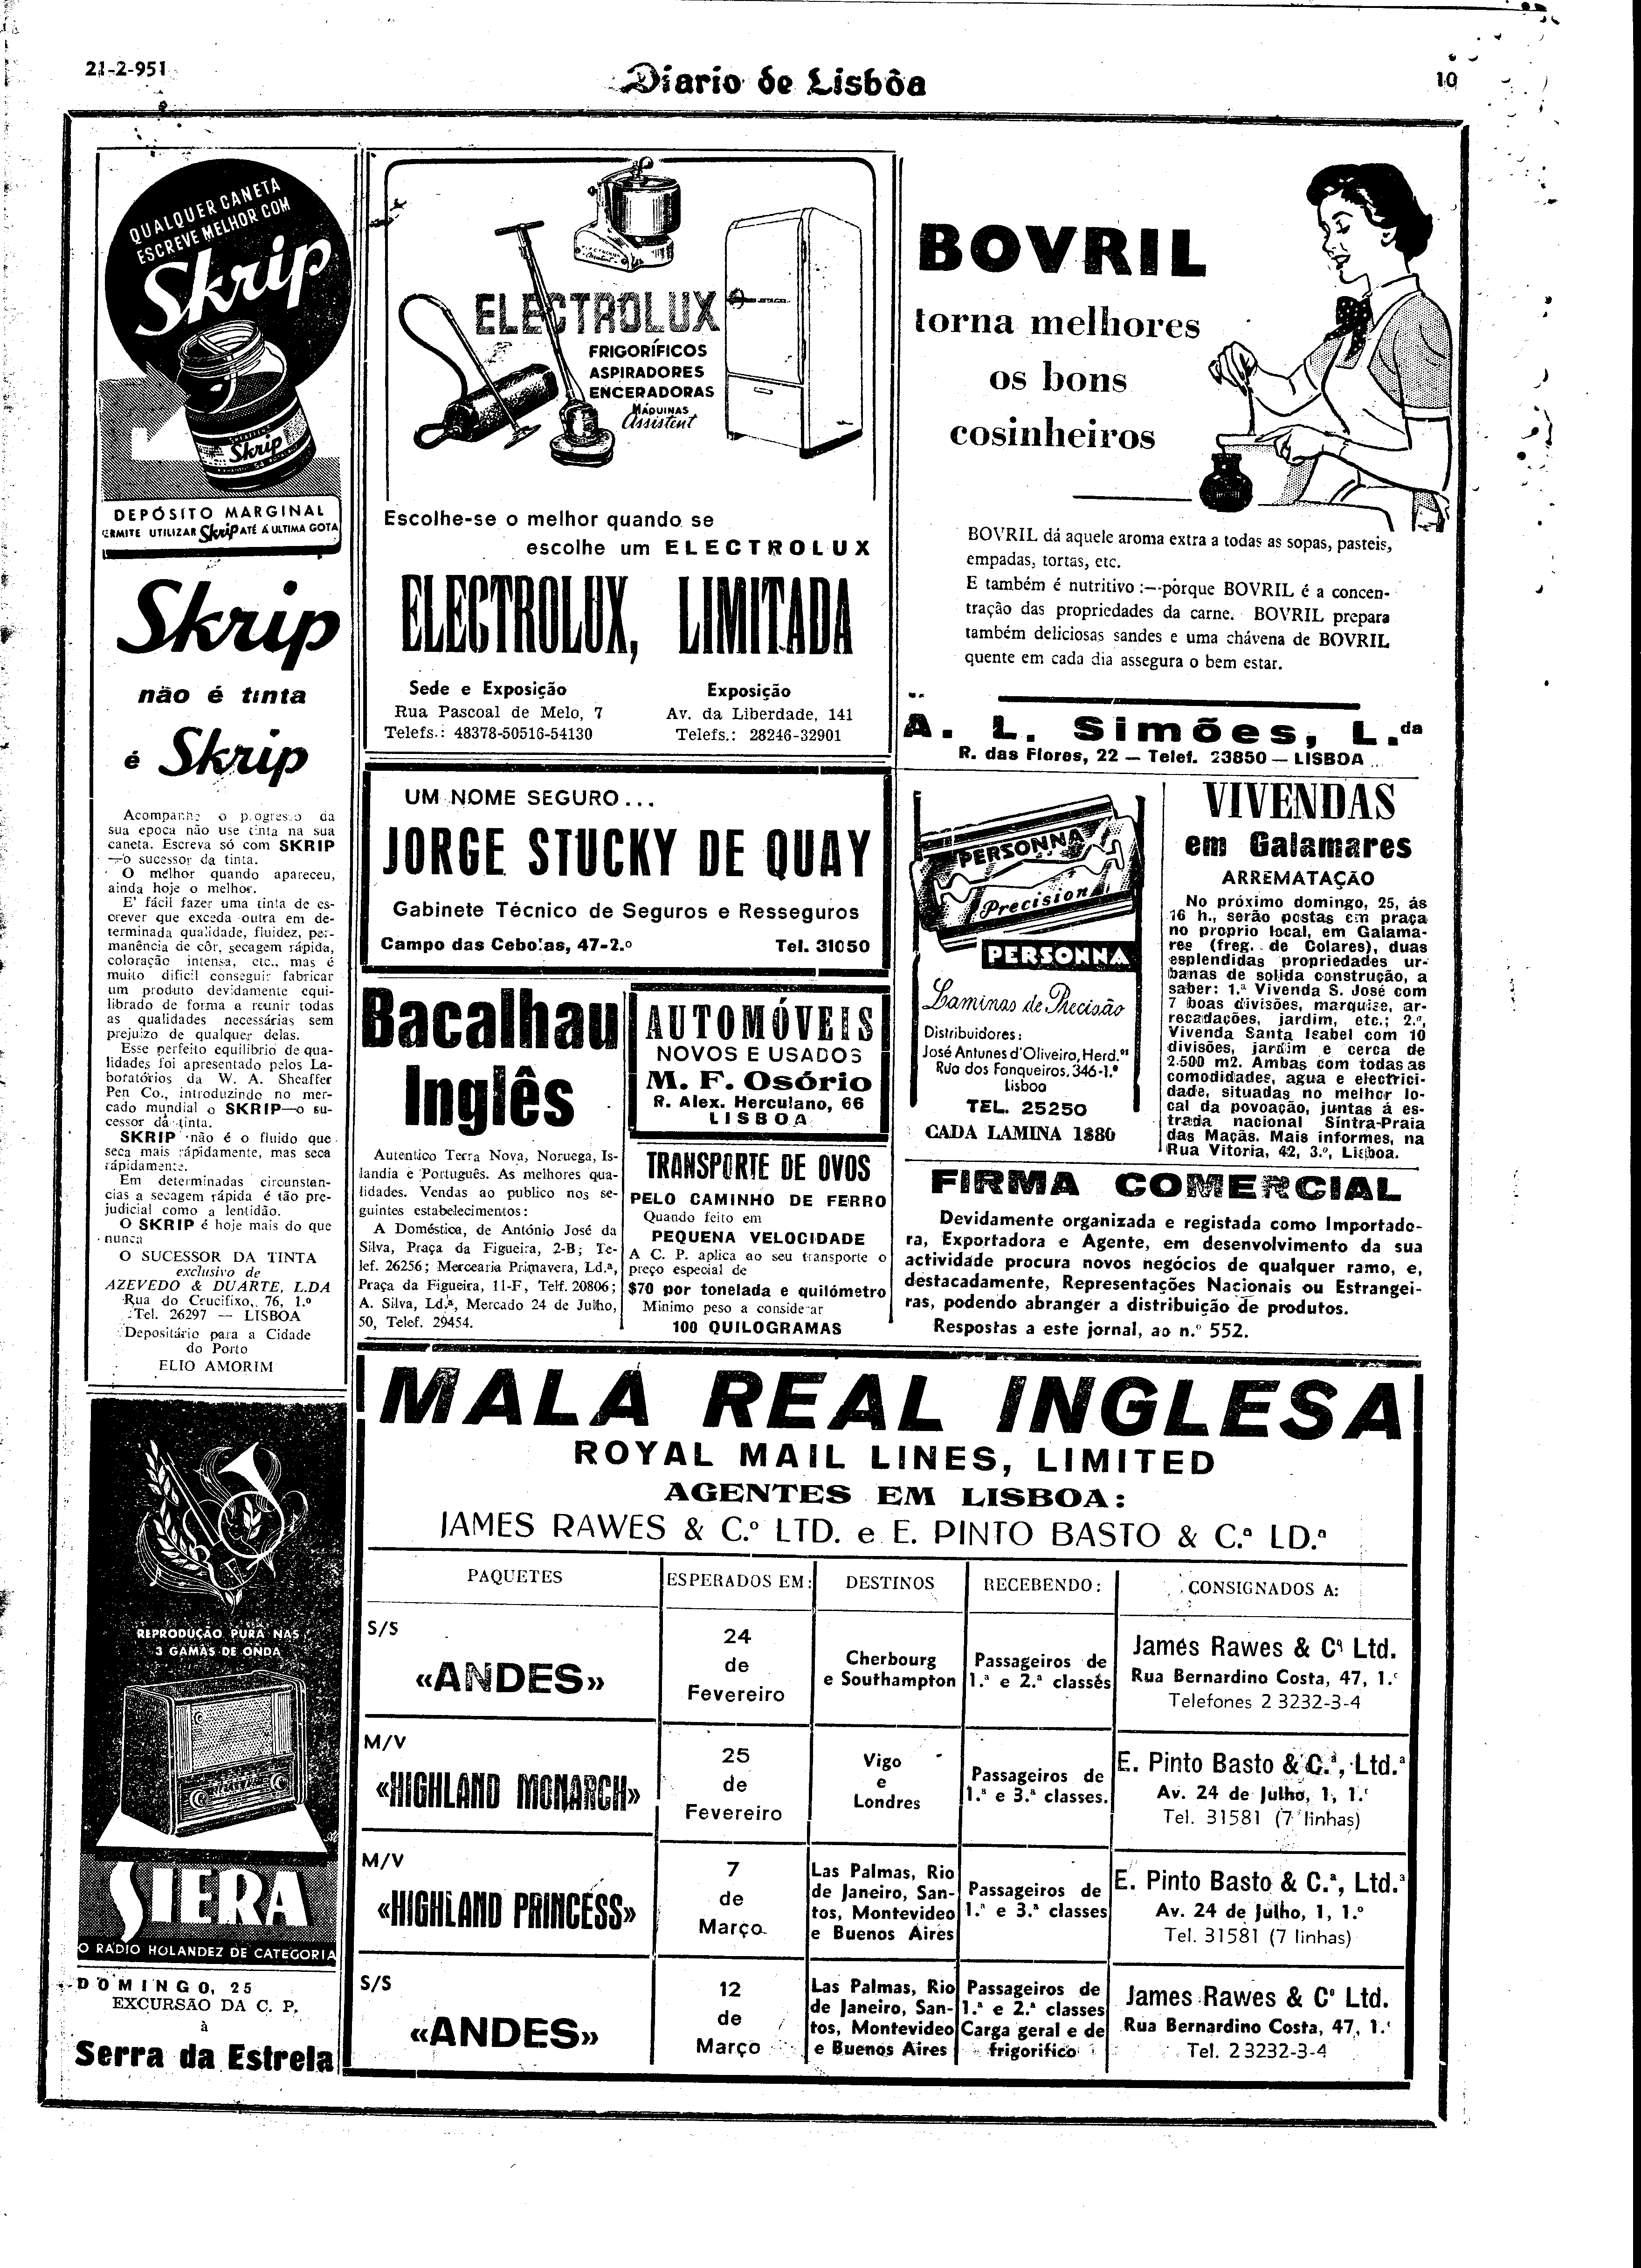 21-2-951
Diario de Lisbôa
10
QUALQUER CANETA
ESCREVE MELHOR COM
Skrip
Skrip
DEPÓSITO MARGINAL
ERMITE UTILIZAR Skrip ATÉ Á ULTIMA GOTA
Skrip
não é tinta
é Skrip
Acompanhe o progresso da
sua epoca não use tinta na sua
caneta. Escreva só com SKRIP
—o sucessor da tinta.
O melhor quando apareceu,
ainda hoje o melhor.
E' fácil fazer uma tinta de es-
crever que exceda outra em de-
terminada qualidade, fluidez, per-
manência de côr, secagem rápida,
coloração intensa, etc., mas é
muito dificil conseguir fabricar
um produto devidamente equi-
librado de forma a reunir todas
as qualidades necessárias sem
prejuizo de qualquer delas.
Esse perfeito equilibrio de qua-
lidades foi apresentado pelos La-
boratórios da W. A. Sheaffer
Pen Co., introduzindo no mer-
cado mundial o SKRIP—o su-
cessor da tinta.
SKRIP não é o fluido que
seca mais rápidamente, mas seca
rápidamente.
Em determinadas circunstan-
cias a secagem rápida é tão pre-
judicial como a lentidão.
O SKRIP é hoje mais do que
nunca
O SUCESSOR DA TINTA
exclusivo de
AZEVEDO & DUARTE, L.DA
Rua do Crucifixo, 76, 1.º
Tel. 26297 — LISBOA
Depositário para a Cidade
do Porto
ELIO AMORIM
REPRODUÇÃO PURA NAS
3 GAMAS DE ONDA
SIERA
O RADIO HOLANDEZ DE CATEGORIA
DOMINGO, 25
EXCURSÃO DA C. P.
à
Serra da Estrela
ELECTROLUX
FRIGORÍFICOS
ASPIRADORES
ENCERADORAS
MÁQUINAS
Assistent
Escolhe-se o melhor quando se
escolhe um ELECTROLUX
ELECTROLUX, LIMITADA
Sede e Exposição
Rua Pascoal de Melo, 7
Telefs.: 48378-50516-54130
Exposição
Av. da Liberdade, 141
Telefs.: 28246-32901
UM NOME SEGURO...
JORGE STUCKY DE QUAY
Gabinete Técnico de Seguros e Resseguros
Campo das Cebolas, 47-2.º Tel. 31050
Bacalhau
Inglês
Autentico Terra Nova, Noruega, Is-
landia e Português. As melhores qua-
lidades. Vendas ao publico nos se-
guintes estabelecimentos:
A Doméstica, de António José da
Silva, Praça da Figueira, 2-B; Te-
lef. 26256; Mercearia Primavera, Ld.ª,
Praça da Figueira, 11-F, Telf. 20806;
A. Silva, Ld.ª, Mercado 24 de Julho,
50, Telef. 29454.
AUTOMÓVEIS
NOVOS E USADOS
M. F. Osório
R. Alex. Herculano, 66
LISBOA
TRANSPORTE DE OVOS
PELO CAMINHO DE FERRO
Quando feito em
PEQUENA VELOCIDADE
A C. P. aplica ao seu transporte o
preço especial de
$70 por tonelada e quilómetro
Minimo peso a considerar
100 QUILOGRAMAS
BOVRIL
torna melhores
os bons
cosinheiros
BOVRIL dá aquele aroma extra a todas as sopas, pasteis,
empadas, tortas, etc.
E também é nutritivo :—porque BOVRIL é a concen-
tração das propriedades da carne. BOVRIL prepara
também deliciosas sandes e uma chávena de BOVRIL
quente em cada dia assegura o bem estar.
A. L. Simões, L.da
R. das Flores, 22 — Telef. 23850 — LISBOA
PERSONNA
Precision
PERSONNA
Laminas de Precisão
Distribuidores:
José Antunes d'Oliveira, Herd.os
Rua dos Fanqueiros, 346-1.º
Lisboa
TEL. 25250
CADA LAMINA 1$80
VIVENDAS
em Galamares
ARREMATAÇÃO
No próximo domingo, 25, ás
16 h., serão postas em praça
no proprio local, em Galama-
res (freg. de Colares), duas
esplendidas propriedades ur-
banas de solida construção, a
saber: 1.ª Vivenda S. José com
7 boas divisões, marquise, ar-
recadações, jardim, etc.; 2.ª,
Vivenda Santa Isabel com 10
divisões, jardim e cerca de
2.500 m2. Ambas com todas as
comodidades, agua e electrici-
dade, situadas no melhor lo-
cal da povoação, juntas á es-
trada nacional Sintra-Praia
das Maçãs. Mais informes, na
Rua Vitoria, 42, 3.º, Lisboa.
FIRMA COMERCIAL
Devidamente organizada e registada como Importado-
ra, Exportadora e Agente, em desenvolvimento da sua
actividade procura novos negócios de qualquer ramo, e,
destacadamente, Representações Nacionais ou Estrangei-
ras, podendo abranger a distribuição de produtos.
Respostas a este jornal, ao n.º 552.
MALA REAL INGLESA
ROYAL MAIL LINES, LIMITED
AGENTES EM LISBOA:
JAMES RAWES & C.º LTD. e E. PINTO BASTO & C.ª LD.ª
PAQUETES ESPERADOS EM: DESTINOS RECEBENDO: CONSIGNADOS A:
S/S
«ANDES»
24
de
Fevereiro
Cherbourg
e Southampton
Passageiros de
1.ª e 2.ª classes
James Rawes & Cº Ltd.
Rua Bernardino Costa, 47, 1.º
Telefones 2 3232-3-4
M/V
«HIGHLAND MONARCH»
25
de
Fevereiro
Vigo
e
Londres
Passageiros de
1.ª e 3.ª classes.
E. Pinto Basto & C.ª, Ltd.ª
Av. 24 de Julho, 1, 1.º
Tel. 31581 (7 linhas)
M/V
«HIGHLAND PRINCESS»
7
de
Março
Las Palmas, Rio
de Janeiro, San-
tos, Montevideo
e Buenos Aires
Passageiros de
1.ª e 3.ª classes
E. Pinto Basto & C.ª, Ltd.ª
Av. 24 de Julho, 1, 1.º
Tel. 31581 (7 linhas)
S/S
«ANDES»
12
de
Março
Las Palmas, Rio
de Janeiro, San-
tos, Montevideo
e Buenos Aires
Passageiros de
1.ª e 2.ª classes
Carga geral e de
frigorifico
James Rawes & Cº Ltd.
Rua Bernardino Costa, 47, 1.º
Tel. 2 3232-3-4